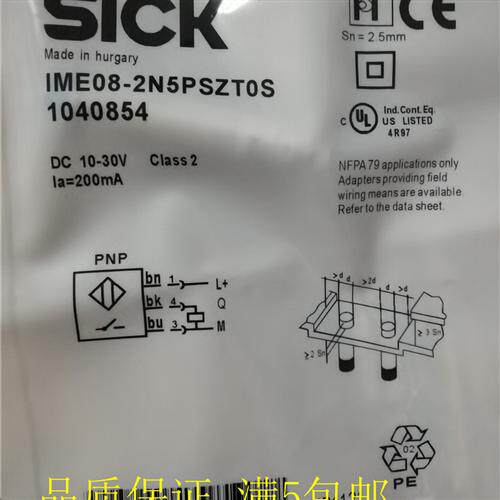 SICK
CE
Made in hurgary
Sn = 2.5mm
IME08-2N5PSZT0S
1040854
C UL US LISTED
Ind.Cont.Eq.
4R97
DC 10-30V Class 2
Ia=200mA
NFPA 79 applications only
Adapters providing field
wiring means are available.
Refer to the data sheet.
PNP
bn 1 L+
bk 4 Q
bu 3 M
>d d >2d d >d
≥ 3 Sn
≥2 Sn
02
PE
品质保证 满5包邮